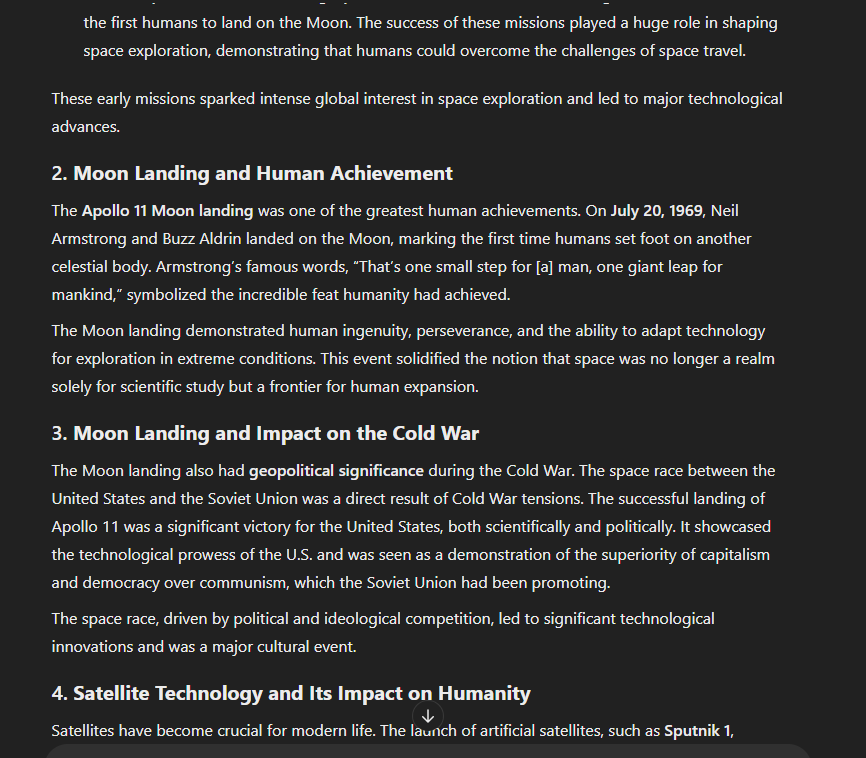 the first humans to land on the Moon. The success of these missions played a huge role in shaping
space exploration, demonstrating that humans could overcome the challenges of space travel.
These early missions sparked intense global interest in space exploration and led to major technological
advances.
2. Moon Landing and Human Achievement
The Apollo 11 Moon landing was one of the greatest human achievements. On July 20, 1969, Neil
Armstrong and Buzz Aldrin landed on the Moon, marking the first time humans set foot on another
celestial body. Armstrong's famous words, "That's one small step for [a] man, one giant leap for
mankind," symbolized the incredible feat humanity had achieved.
The Moon landing demonstrated human ingenuity, perseverance, and the ability to adapt technology
for exploration in extreme conditions. This event solidified the notion that space was no longer a realm
solely for scientific study but a frontier for human expansion.
3. Moon Landing and Impact on the Cold War
The Moon landing also had geopolitical significance during the Cold War. The space race between the
United States and the Soviet Union was a direct result of Cold War tensions. The successful landing of
Apollo 11 was a significant victory for the United States, both scientifically and politically. It showcased
the technological prowess of the U.S. and was seen as a demonstration of the superiority of capitalism
and democracy over communism, which the Soviet Union had been promoting.
The space race, driven by political and ideological competition, led to significant technological
innovations and was a major cultural event.
4. Satellite Technology and Its Impact on Humanity
Satellites have become crucial for modern life. The launch of artificial satellites, such as Sputnik 1,